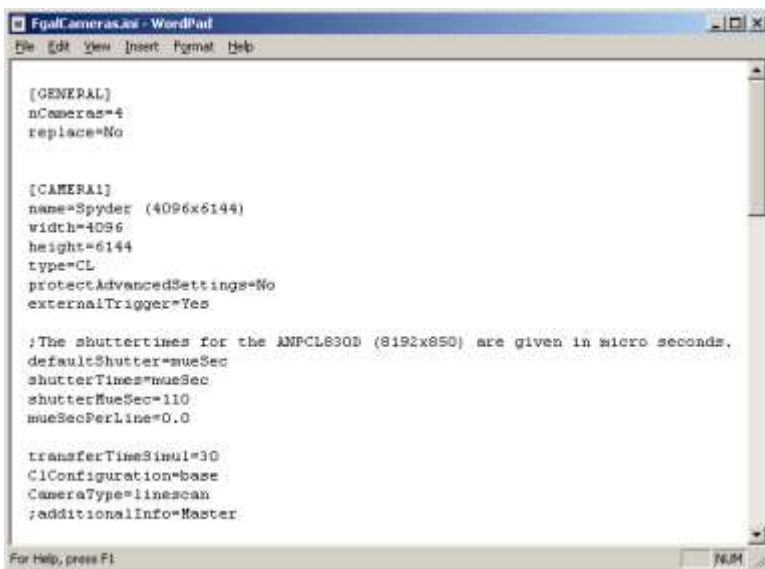 FgalCameras.ini - WordPad
File Edit View Insert Format Help
[GENERAL]
nCameras=4
replace=No
[CAMERA1]
name=Spyder (4096x6144)
width=4096
height=6144
type=CL
protectAdvancedSettings=No
externalTrigger=Yes
;The shuttertimes for the ANPCL830D (8192x850) are given in micro seconds.
defaultShutter=mueSec
shutterTimes=mueSec
shutterMueSec=110
mueSecPerLine=0.0
transferTimeSimul=30
ClConfiguration=base
CameraType=linescan
;additionalInfo=Master
For Help, press F1
NUM